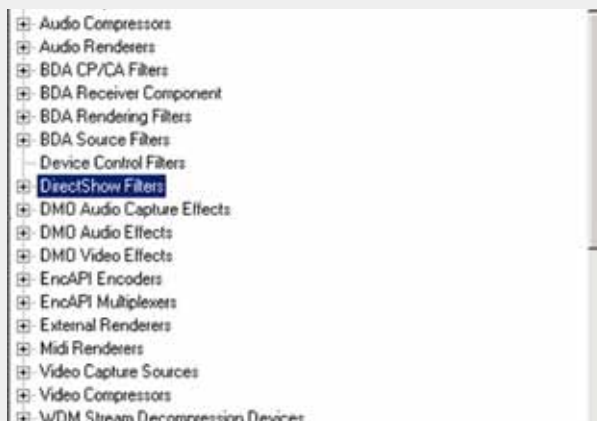 Audio Compressors
Audio Renderers
BDA CP/CA Filters
BDA Receiver Component
BDA Rendering Filters
BDA Source Filters
Device Control Filters
DirectShow Filters
DMO Audio Capture Effects
DMO Audio Effects
DMO Video Effects
EncAPI Encoders
EncAPI Multiplexers
External Renderers
Midi Renderers
Video Capture Sources
Video Compressors
WDM Stream Decompression Devices